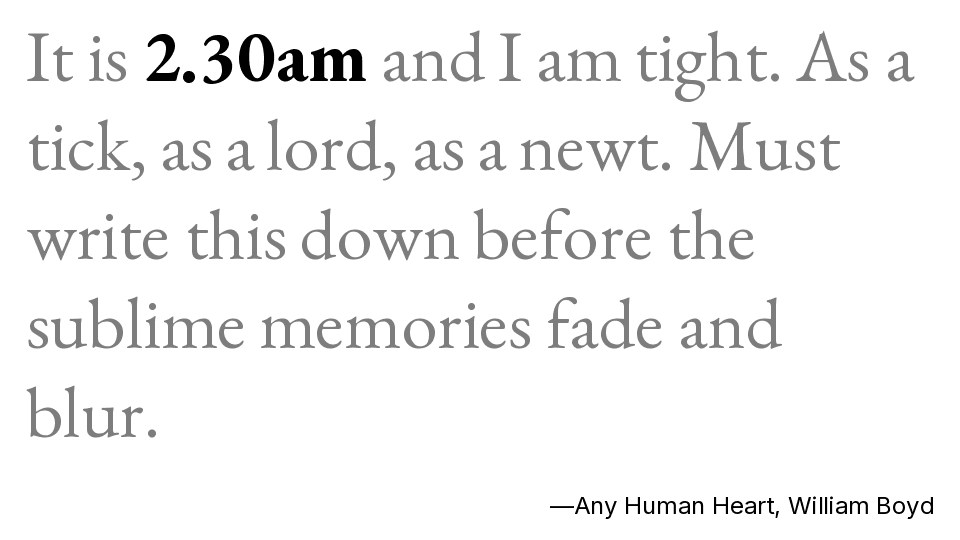 It is 2.30am and I am tight. As a
tick, as a lord, as a newt. Must
write this down before the
sublime memories fade and
blur.
—Any Human Heart, William Boyd